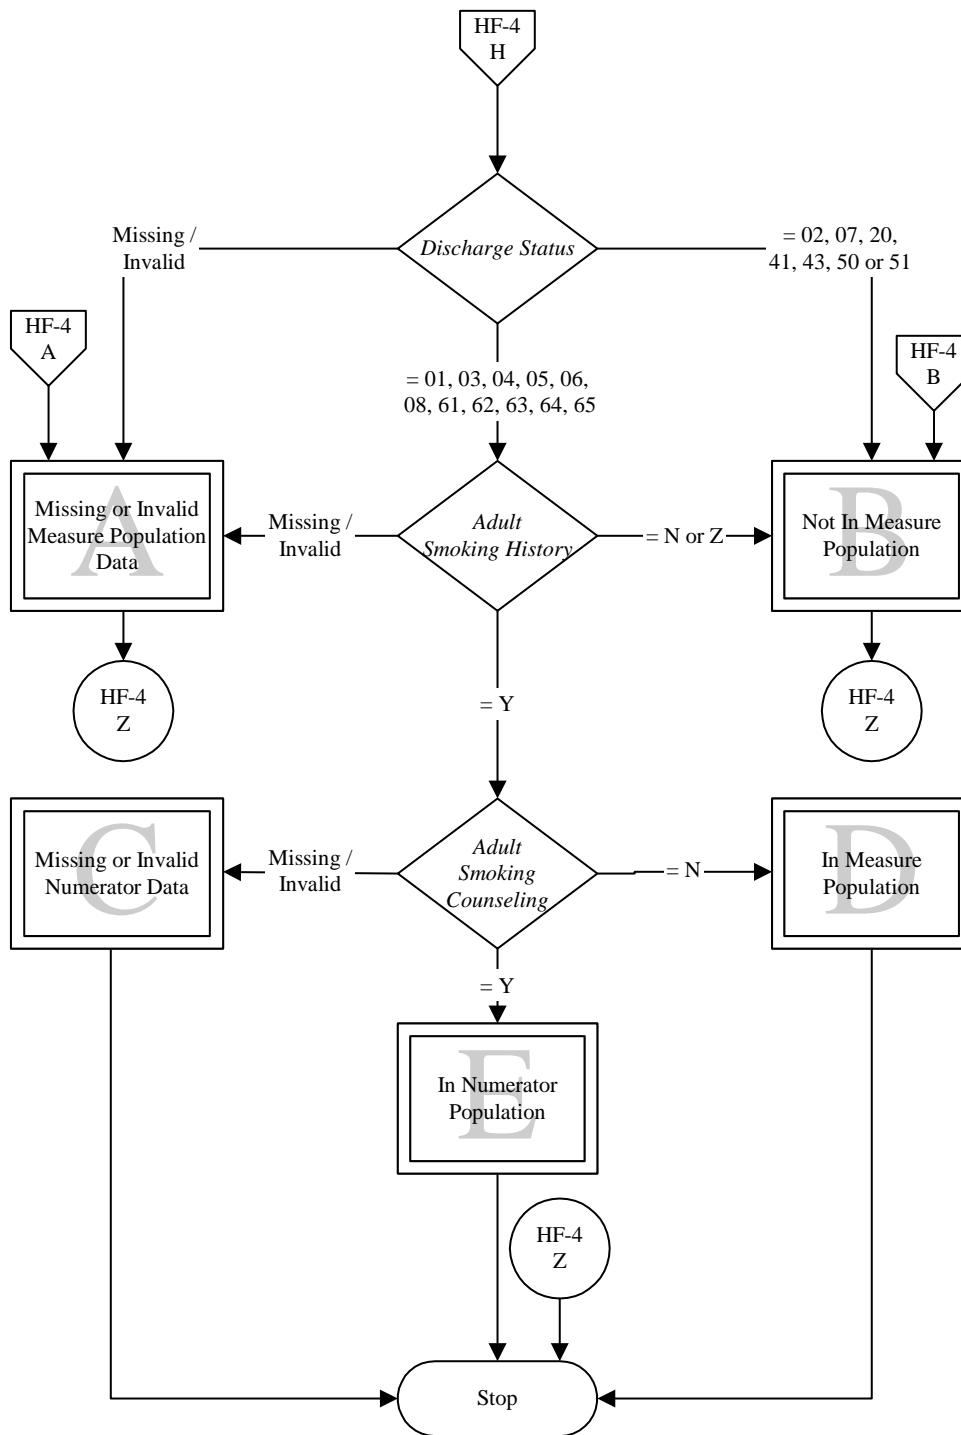 HF-4
H
Discharge Status
Missing /
Invalid
= 02, 07, 20,
41, 43, 50 or 51
HF-4
A
HF-4
B
= 01, 03, 04, 05, 06,
08, 61, 62, 63, 64, 65
A
Missing or Invalid
Measure Population
Data
Missing /
Invalid
Adult
Smoking History
= N or Z
B
Not In Measure
Population
HF-4
Z
HF-4
Z
= Y
C
Missing or Invalid
Numerator Data
Missing /
Invalid
Adult
Smoking
Counseling
= N
D
In Measure
Population
= Y
E
In Numerator
Population
HF-4
Z
Stop